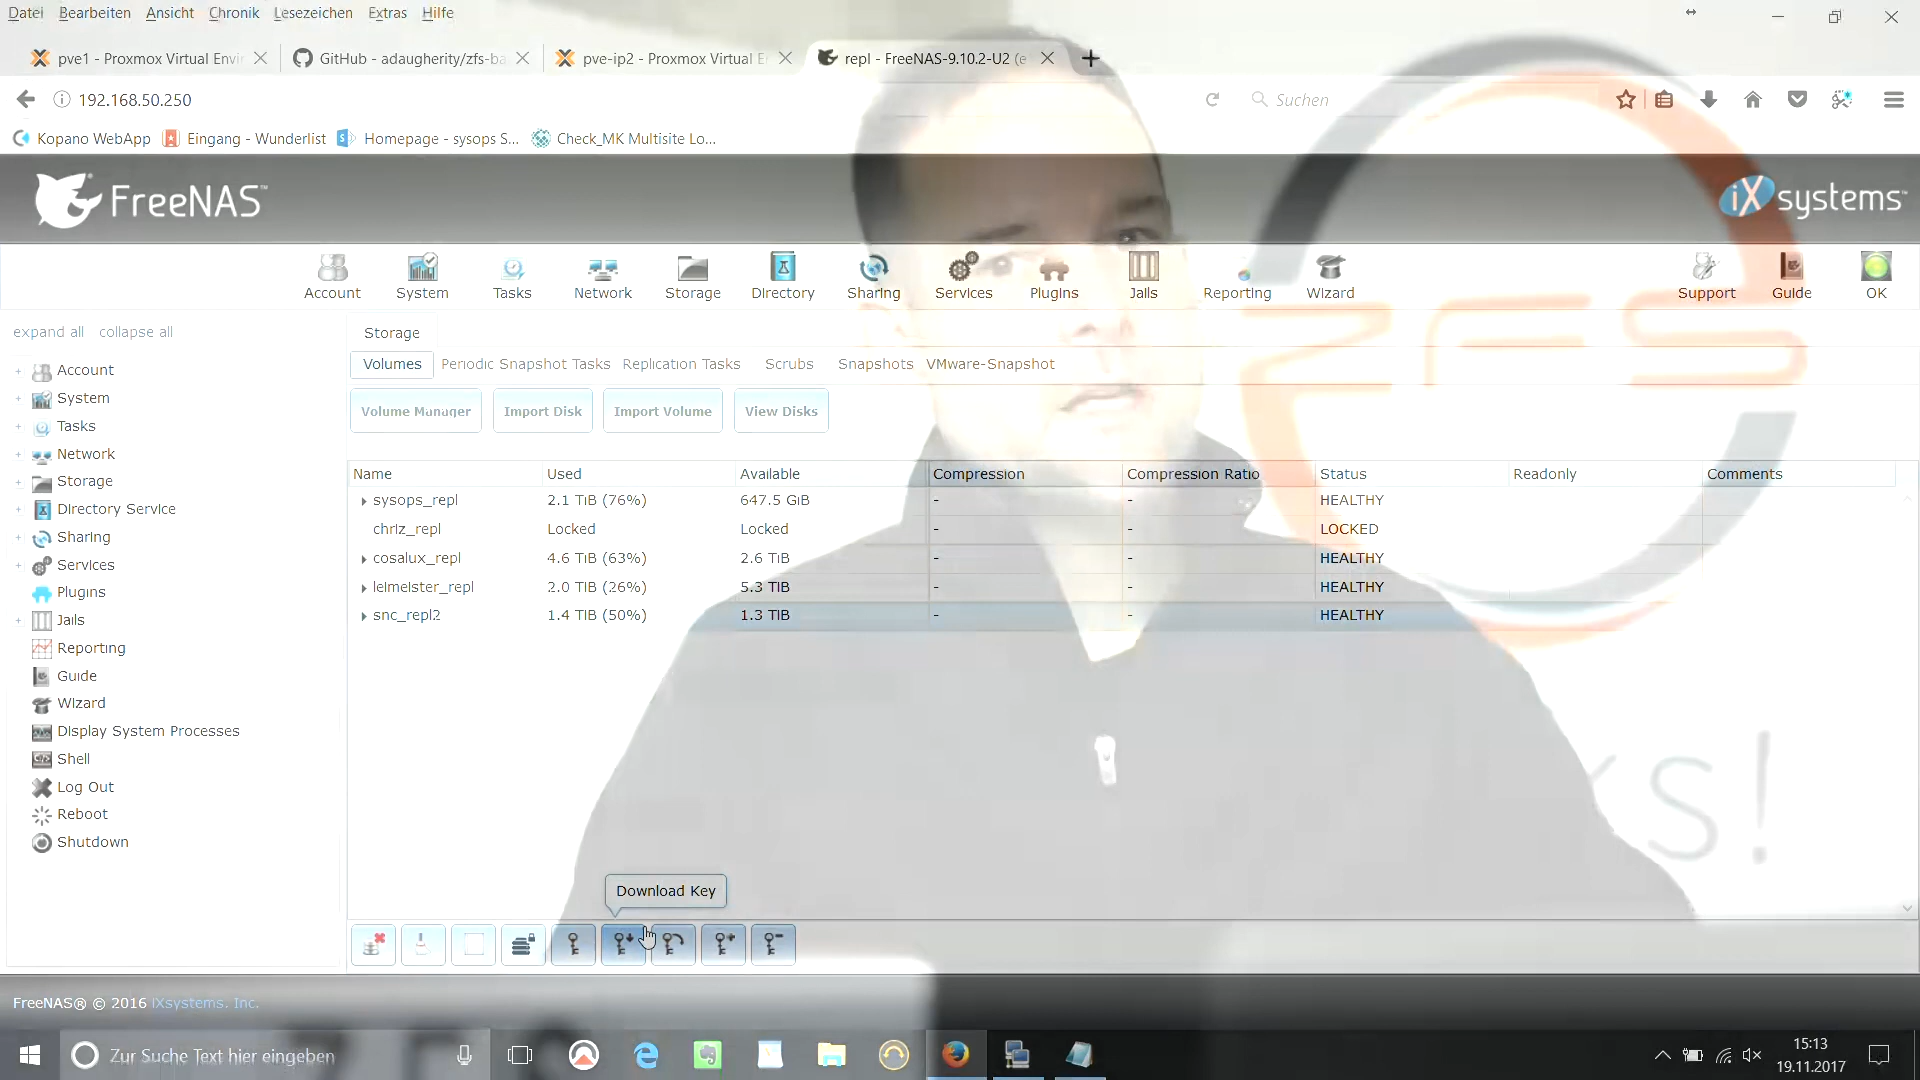 Datei Bearbeiten Ansicht Chronik Lesezeichen Extras Hilfe
pve1 - Proxmox Virtual Envir
GitHub - adaugherity/zfs-ba
pve-ip2 - Proxmox Virtual E
repl - FreeNAS-9.10.2-U2 (e
192.168.50.250
Suchen
Kopano WebApp
Eingang - Wunderlist
Homepage - sysops S...
Check_MK Multisite Lo...
FreeNAS™
iXsystems™
Account System Tasks Network Storage Directory Sharing Services Plugins Jails Reporting Wizard Support Guide OK
expand all collapse all
Account
System
Tasks
Network
Storage
Directory Service
Sharing
Services
Plugins
Jails
Reporting
Guide
Wizard
Display System Processes
Shell
Log Out
Reboot
Shutdown
Storage
Volumes Periodic Snapshot Tasks Replication Tasks Scrubs Snapshots VMware-Snapshot
Volume Manager Import Disk Import Volume View Disks
Name Used Available Compression Compression Ratio Status Readonly Comments
sysops_repl 2.1 TiB (76%) 647.5 GiB - - HEALTHY
chriz_repl Locked Locked - - LOCKED
cosalux_repl 4.6 TiB (63%) 2.6 TiB - - HEALTHY
leimeister_repl 2.0 TiB (26%) 5.3 TiB - - HEALTHY
snc_repl2 1.4 TiB (50%) 1.3 TiB - - HEALTHY
ZFS
Download Key
FreeNAS® © 2016 iXsystems, Inc.
Zur Suche Text hier eingeben
15:13
19.11.2017